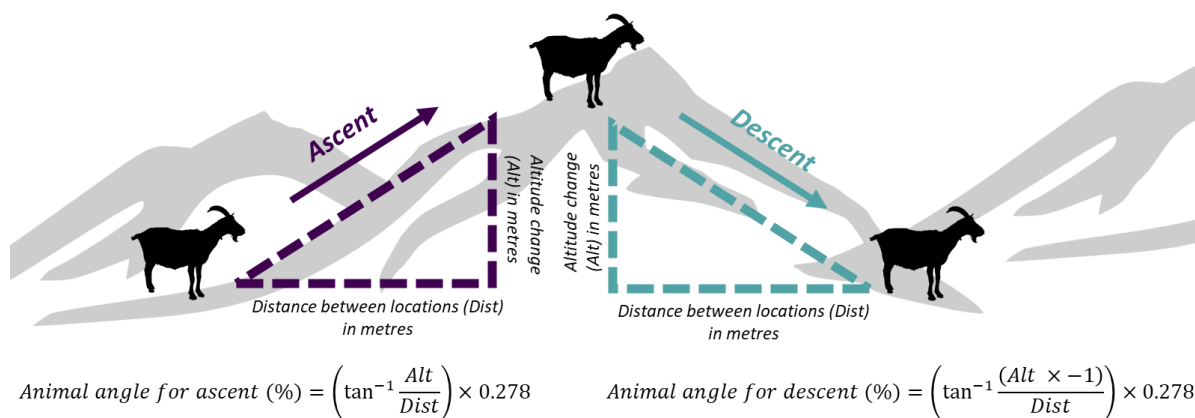 Ascent
Altitude change
(Alt) in metres
Distance between locations (Dist)
in metres
Descent
Altitude change
(Alt) in metres
Distance between locations (Dist)
in metres
Animal angle for ascent (%) = (tan⁻¹ Alt/Dist) × 0.278
Animal angle for descent (%) = (tan⁻¹ (Alt × −1)/Dist) × 0.278